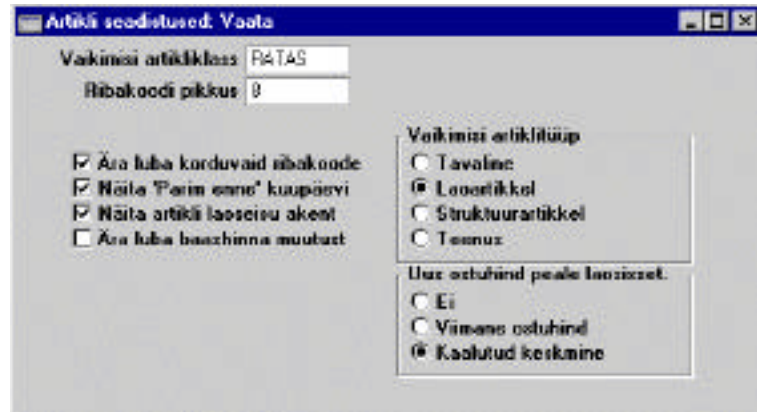 Artikli seadistused: Vaata
Vaikimisi artikliklass RATAS
Ribakoodi pikkus 8
Ära luba korduvaid ribakoode
Näita 'Parim enne' kuupäevi
Näita artikli laoseisu akent
Ära luba baashinna muutust
Vaikimisi artiklitüüp
Tavaline
Laoartikkel
Struktuurartikkel
Teenus
Uus ostuhind peale laosisset.
Ei
Viimane ostuhind
Kaalutud keskmine